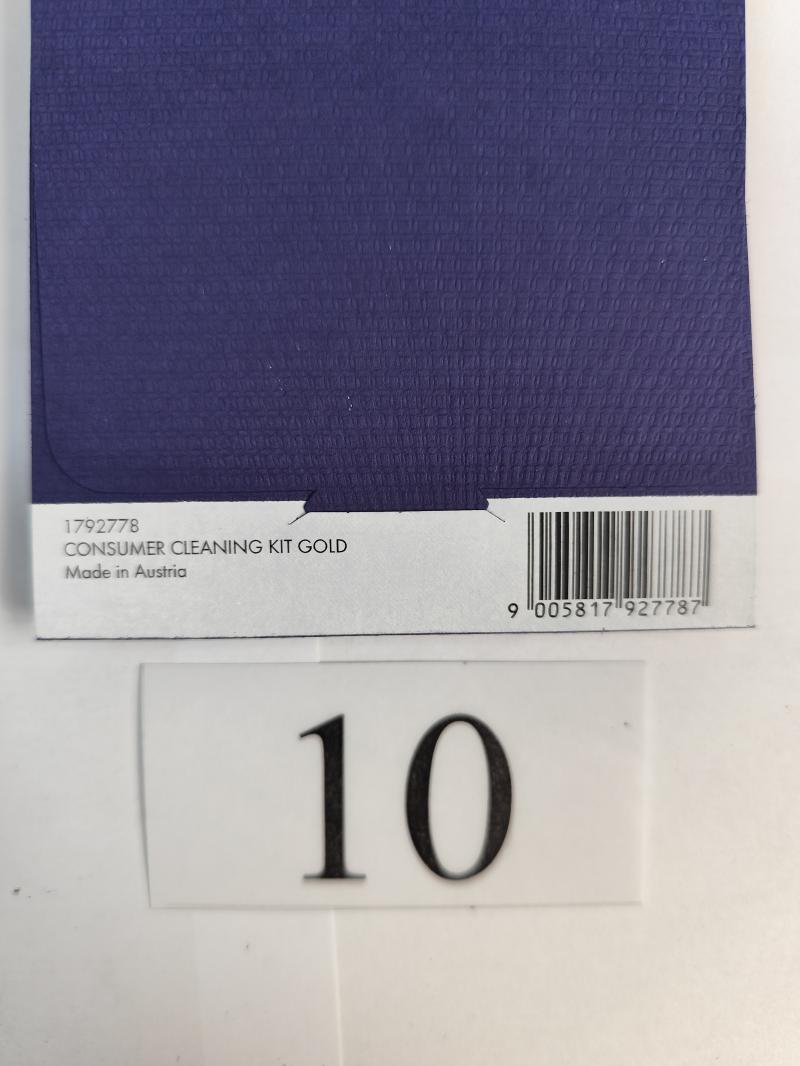 1792778
CONSUMER CLEANING KIT GOLD
Made in Austria
9 005817 927787
10